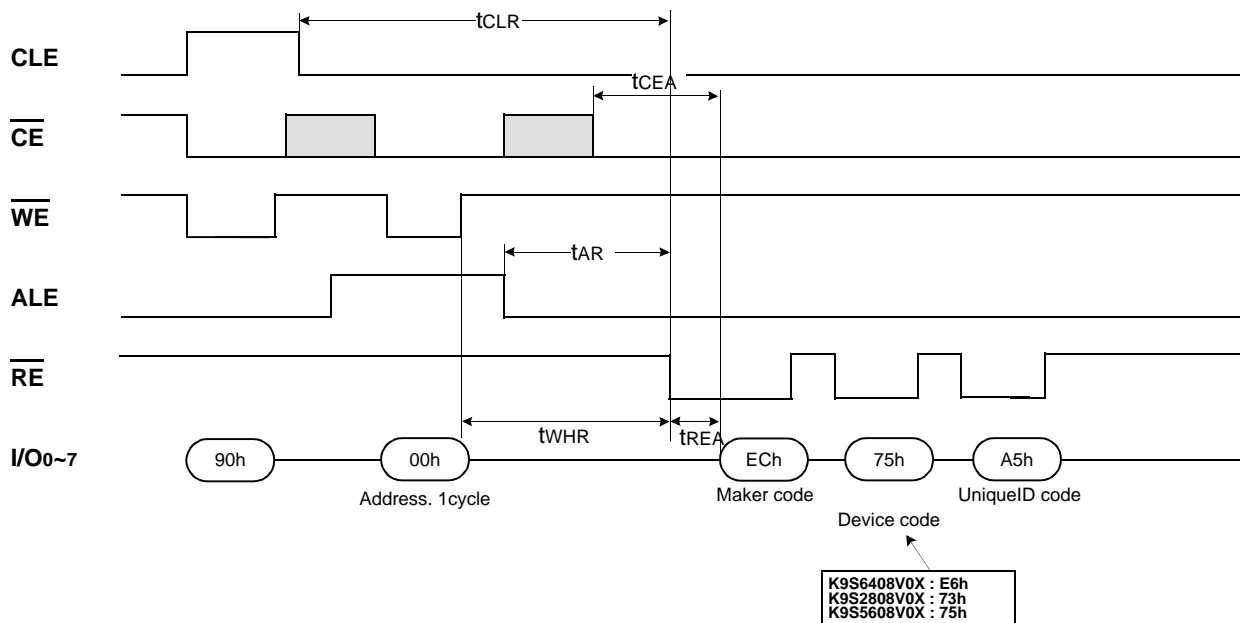 tCLR
CLE
tCEA
CE
WE
tAR
ALE
RE
tWHR
tREA
I/O0~7
90h
00h
ECh
75h
A5h
Address. 1cycle
Maker code
UniqueID code
Device code
K9S6408V0X : E6h
K9S2808V0X : 73h
K9S5608V0X : 75h